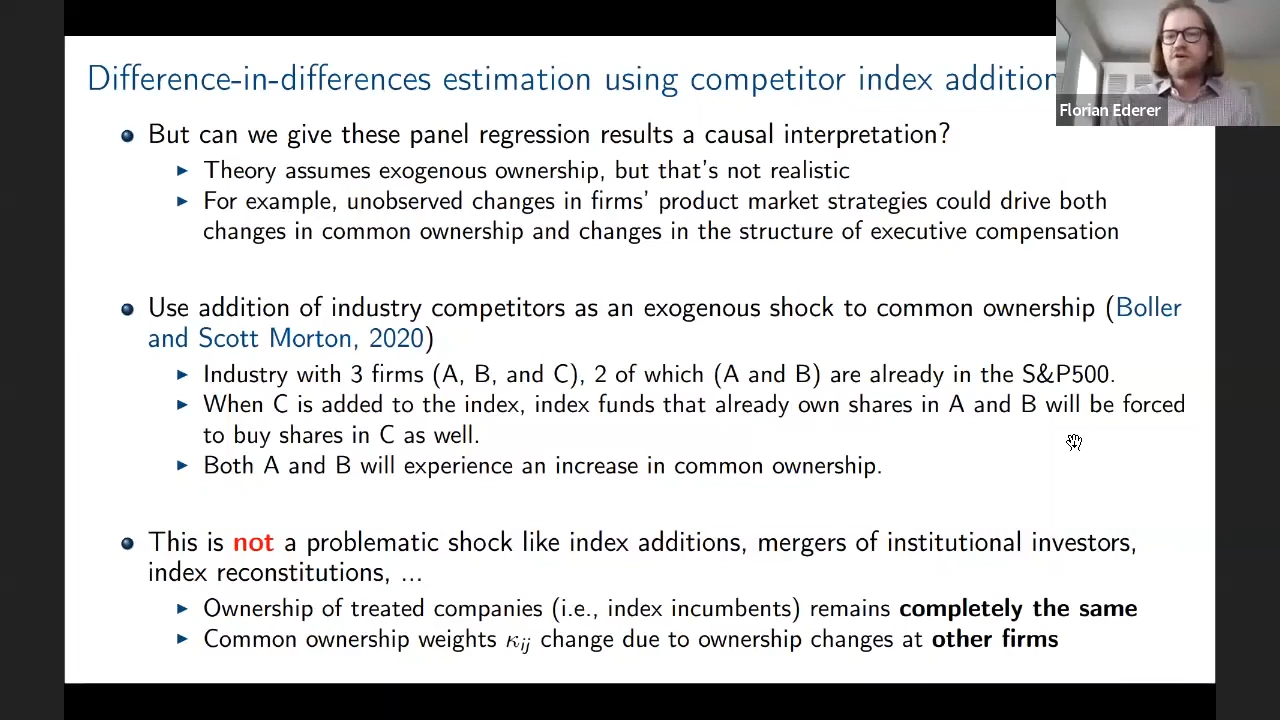 Difference-in-differences estimation using competitor index addition
Florian Ederer
But can we give these panel regression results a causal interpretation?
Theory assumes exogenous ownership, but that's not realistic
For example, unobserved changes in firms' product market strategies could drive both
changes in common ownership and changes in the structure of executive compensation
Use addition of industry competitors as an exogenous shock to common ownership (Boller
and Scott Morton, 2020)
Industry with 3 firms (A, B, and C), 2 of which (A and B) are already in the S&P500.
When C is added to the index, index funds that already own shares in A and B will be forced
to buy shares in C as well.
Both A and B will experience an increase in common ownership.
This is not a problematic shock like index additions, mergers of institutional investors,
index reconstitutions, ...
Ownership of treated companies (i.e., index incumbents) remains completely the same
Common ownership weights κij change due to ownership changes at other firms